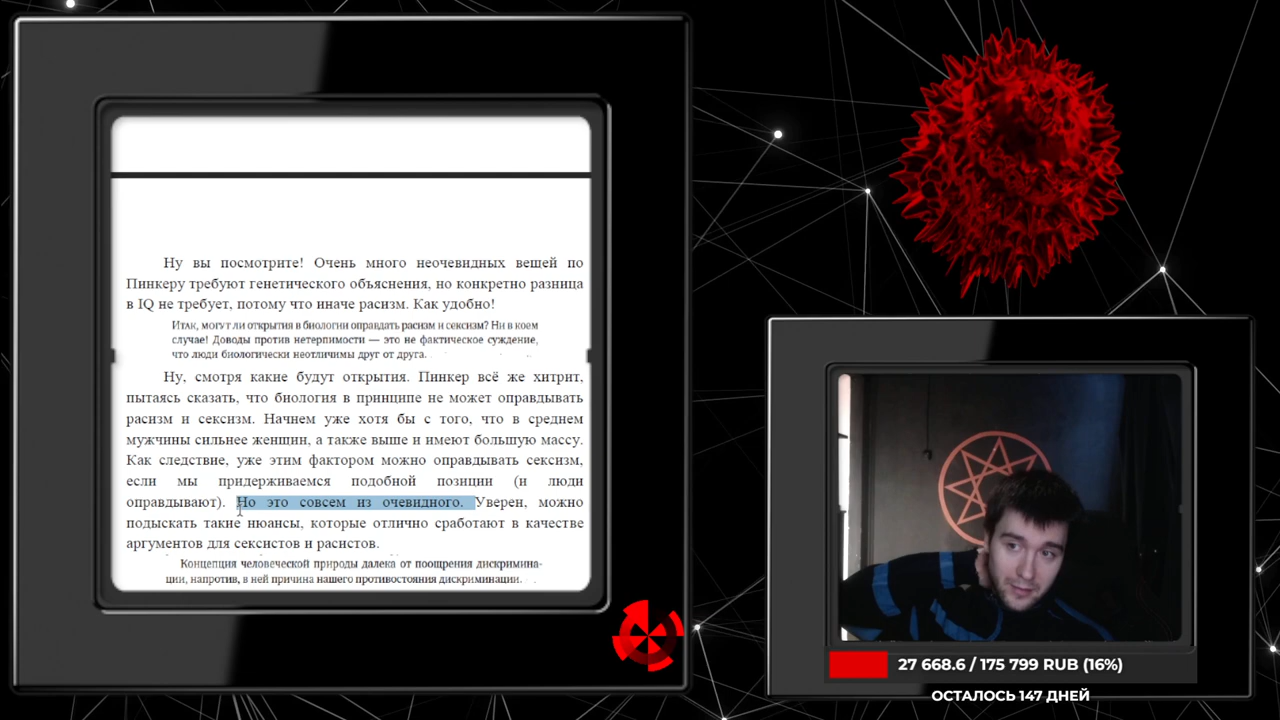 Ну вы посмотрите! Очень много неочевидных вещей по
Пинкеру требуют генетического объяснения, но конкретно разница
в IQ не требует, потому что иначе расизм. Как удобно!
Итак, могут ли открытия в биологии оправдать расизм и сексизм? Ни в коем
случае! Доводы против нетерпимости — это не фактическое суждение,
что люди биологически неотличимы друг от друга.
Ну, смотря какие будут открытия. Пинкер всё же хитрит,
пытаясь сказать, что биология в принципе не может оправдывать
расизм и сексизм. Начнем уже хотя бы с того, что в среднем
мужчины сильнее женщин, а также выше и имеют большую массу.
Как следствие, уже этим фактором можно оправдывать сексизм,
если мы придерживаемся подобной позиции (и люди
оправдывают). Но это совсем из очевидного. Уверен, можно
подыскать такие нюансы, которые отлично сработают в качестве
аргументов для сексистов и расистов.
Концепция человеческой природы далека от поощрения дискримина-
ции, напротив, в ней причина нашего противостояния дискриминации.
27 668.6 / 175 799 RUB (16%)
ОСТАЛОСЬ 147 ДНЕЙ